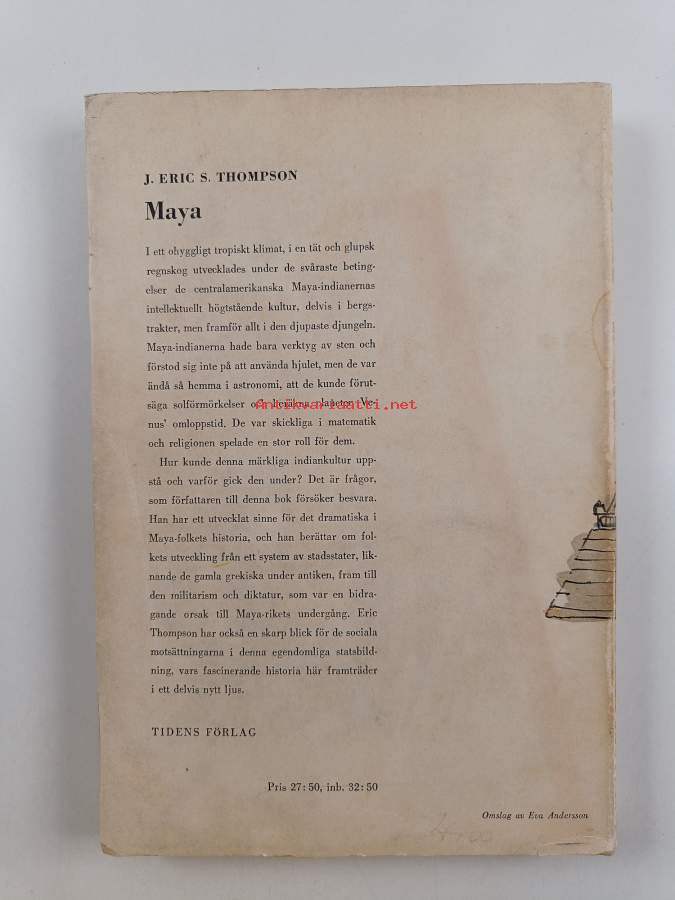 J. ERIC S. THOMPSON
Maya
I ett ohyggligt tropiskt klimat, i en tät och glupsk
regnskog utvecklades under de svåraste beting-
elser de centralamerikanska Maya-indianernas
intellektuellt högtstående kultur, delvis i bergs-
trakter, men framför allt i den djupaste djungeln.
Maya-indianerna hade bara verktyg av sten och
förstod sig inte på att använda hjulet, men de var
ändå så hemma i astronomi, att de kunde förut-
säga solförmörkelser och beräkna planeten Ve-
antikvariaatti.net
nus' omloppstid. De var skickliga i matematik
och religionen spelade en stor roll för dem.
Hur kunde denna märkliga indiankultur upp-
stå och varför gick den under? Det är frågor,
som författaren till denna bok försöker besvara.
Han har ett utvecklat sinne för det dramatiska i
Maya-folkets historia, och han berättar om fol-
kets utveckling från ett system av stadsstater, lik-
nande de gamla grekiska under antiken, fram till
den militarism och diktatur, som var en bidra-
gande orsak till Maya-rikets undergång. Eric
Thompson har också en skarp blick för de sociala
motsättningarna i denna egendomliga statsbild-
ning, vars fascinerande historia här framträder
i ett delvis nytt ljus.
TIDENS FÖRLAG
Pris 27:50, inb. 32:50
Omslag av Eva Andersson